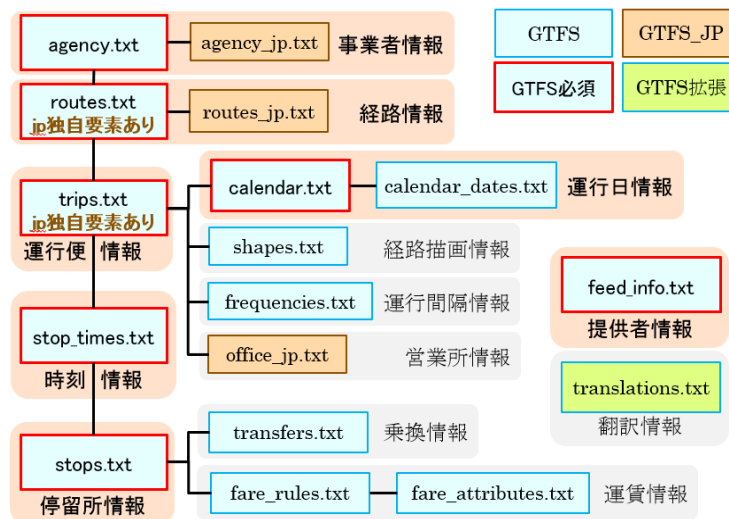 agency.txt
agency_jp.txt
事業者情報
GTFS
GTFS_JP
GTFS必須
GTFS拡張
routes.txt
jp独自要素あり
routes_jp.txt
経路情報
trips.txt
jp独自要素あり
運行便 情報
calendar.txt
calendar_dates.txt
運行日情報
shapes.txt
経路描画情報
frequencies.txt
運行間隔情報
office_jp.txt
営業所情報
feed_info.txt
提供者情報
translations.txt
翻訳情報
stop_times.txt
時刻 情報
stops.txt
停留所情報
transfers.txt
乗換情報
fare_rules.txt
fare_attributes.txt
運賃情報